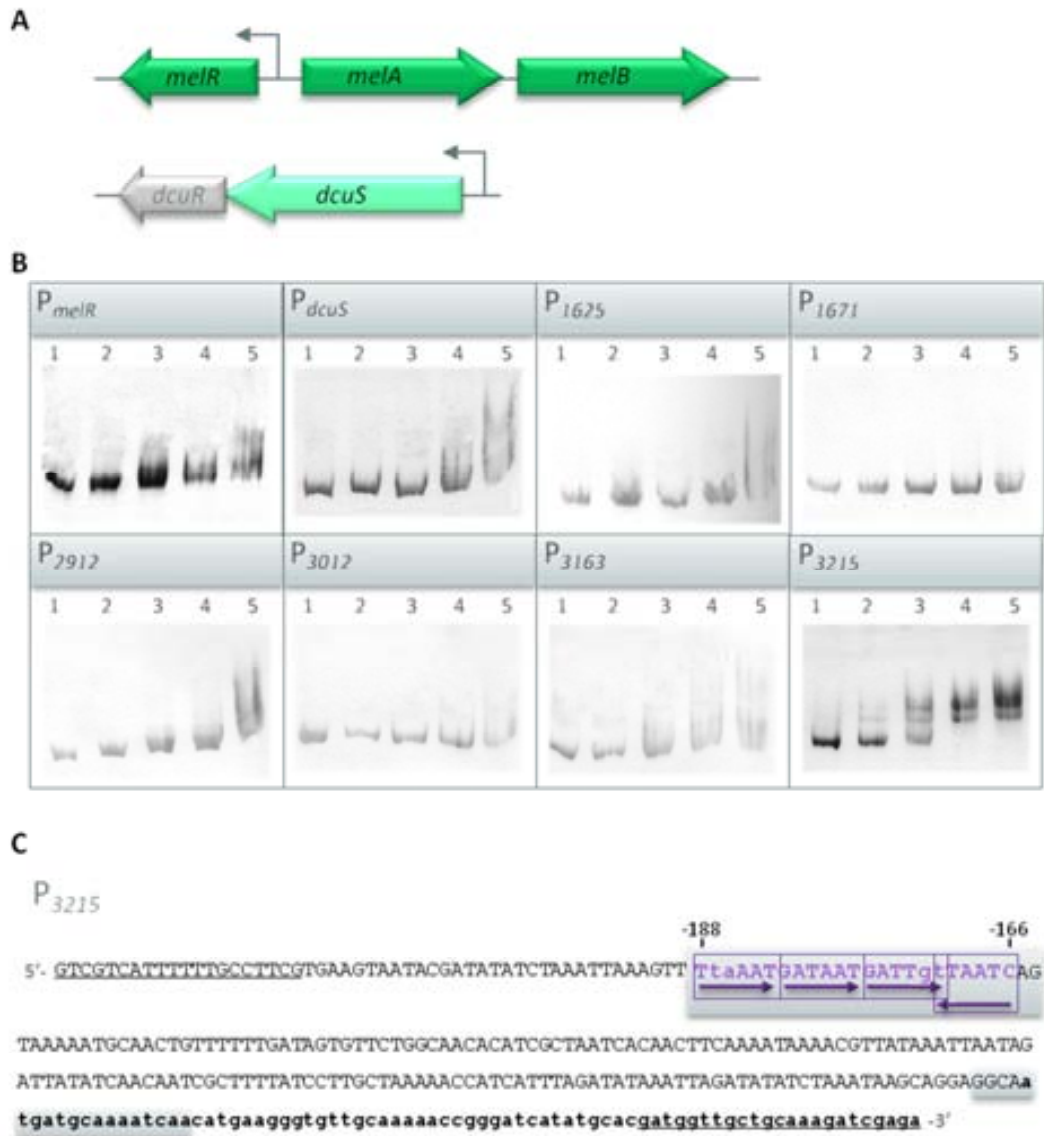 A
melR melA melB
dcuR dcuS
B
PmelR PdcuS P1625 P1671
1 2 3 4 5 1 2 3 4 5 1 2 3 4 5 1 2 3 4 5
P2912 P3012 P3163 P3215
1 2 3 4 5 1 2 3 4 5 1 2 3 4 5 1 2 3 4 5
C
P3215
-188 -166
5'- GTCGTCATTTTTTGCCTTCGTGAAGTAATACGATATATCTAAATTAAAGTT TtaAATGATAATGATTGgtTAATCAG
TAAAAATGCAACTGTTTTTTGATAGTGTTCTGGCAACACATCGCTAATCACAACTTCAAAATAAAACGTTATAAATTAATAG
ATTATATCAACAATCGCTTTTATCCTTGCTAAAAACCATCATTTAGATATAAATTAGATATATCTAAATAAGCAGGAGGCAAa
tgatgcaaaatcaacatgaagggtgttgcaaaaaccgggatcatatgcacgatggttgctgcaaagatcgaga -3'